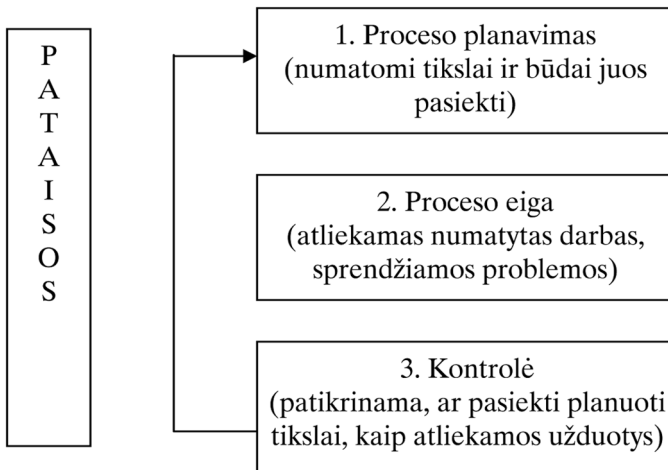 PATAISOS
1. Proceso planavimas
(numatomi tikslai ir būdai juos
pasiekti)
2. Proceso eiga
(atliekamas numatytas darbas,
sprendžiamos problemos)
3. Kontrolė
(patikrinama, ar pasiekti planuoti
tikslai, kaip atliekamos užduotys)